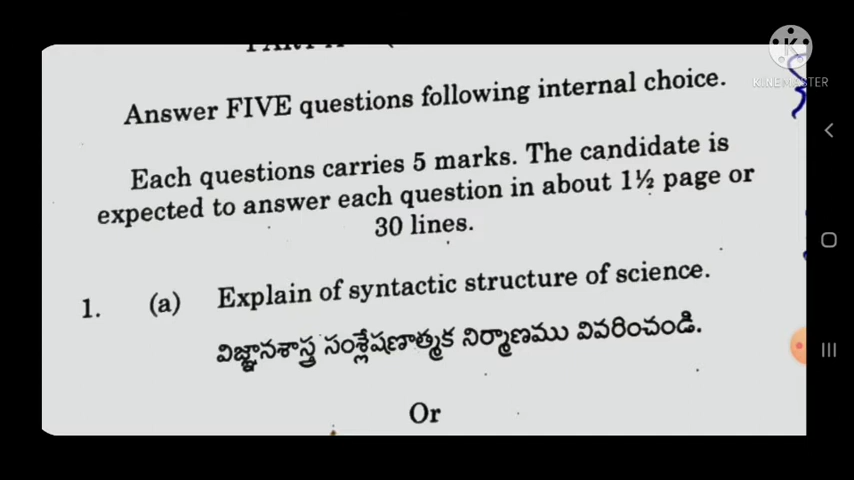 Answer FIVE questions following internal choice.
Each questions carries 5 marks. The candidate is
expected to answer each question in about 1½ page or
30 lines.
1. (a) Explain of syntactic structure of science.
విజ్ఞానశాస్త్ర సంశ్లేషణాత్మక నిర్మాణము వివరించండి.
Or
K
KINEMASTER